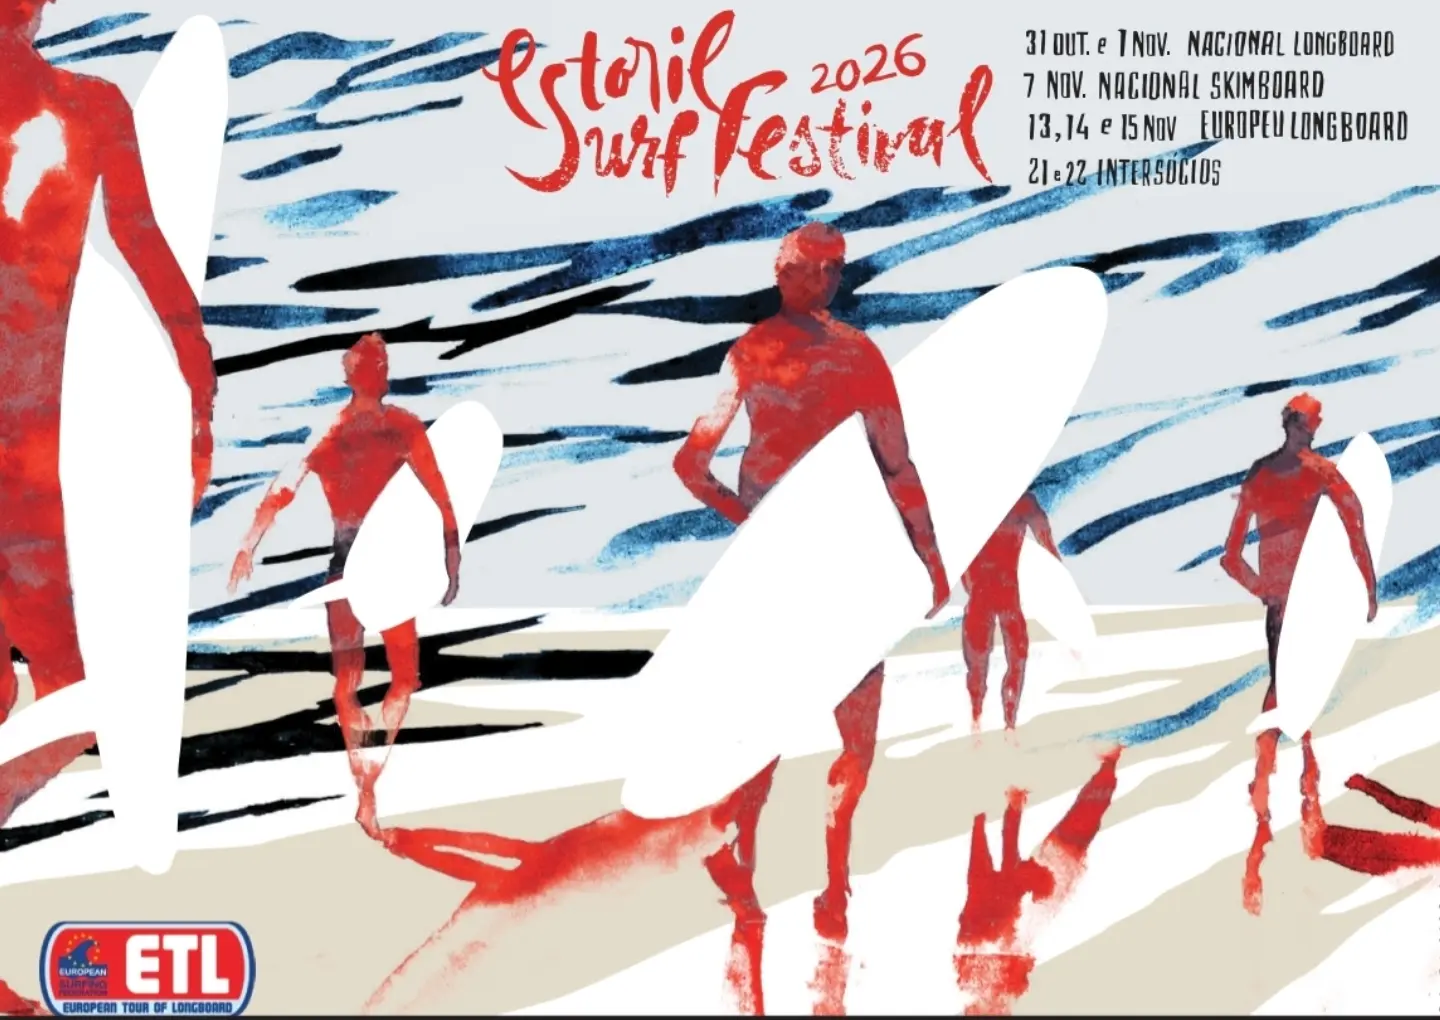 Estoril
Surf Festival
2026
31 OUT. e 1 NOV. NACIONAL LONGBOARD
7 NOV. NACIONAL SKIMBOARD
13, 14 e 15 NOV EUROPEU LONGBOARD
21 e 22 INTERSÓCIOS
EUROPEAN
SURFING
FEDERATION
ETL
EUROPEAN TOUR OF LONGBOARD